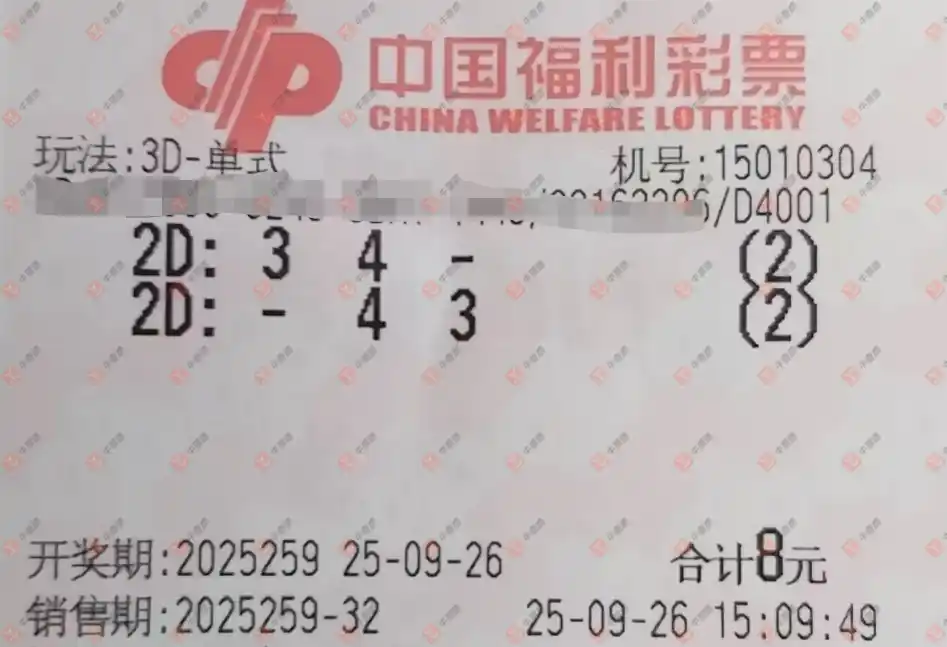 中国福利彩票
CHINA WELFARE LOTTERY
玩法:3D-单式 机号:15010304
/D4001
2D: 3 4 - (2)
2D: - 4 3 (2)
开奖期:2025259 25-09-26 合计8元
销售期:2025259-32 25-09-26 15:09:49